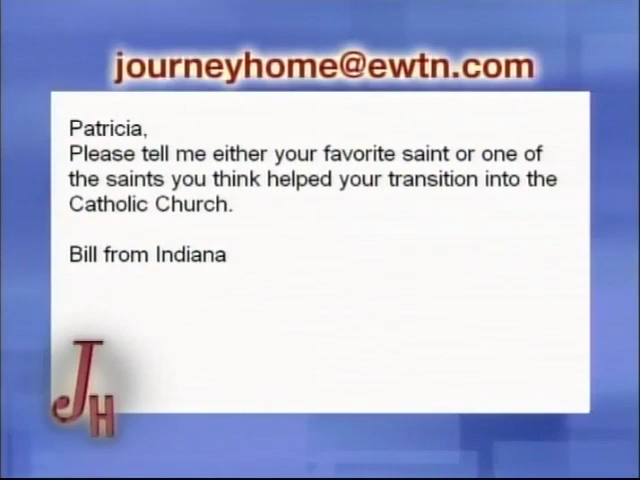 journeyhome@ewtn.com
Patricia,
Please tell me either your favorite saint or one of
the saints you think helped your transition into the
Catholic Church.
Bill from Indiana
JH